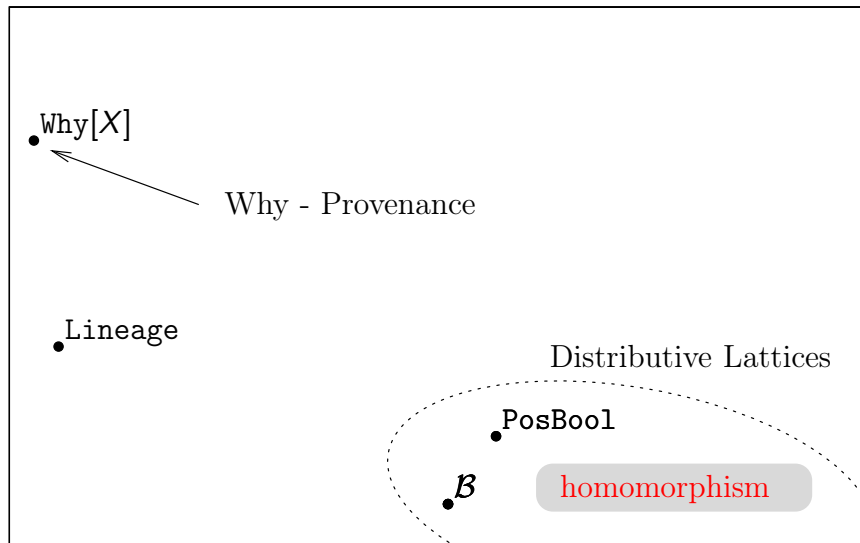 Why[X]
Why - Provenance
Lineage
Distributive Lattices
PosBool
ℬ
homomorphism